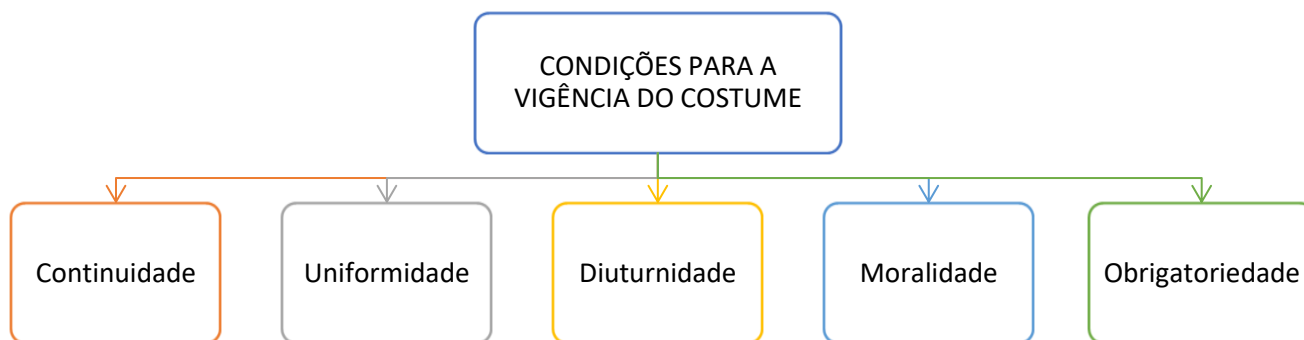 CONDIÇÕES PARA A
VIGÊNCIA DO COSTUME
Continuidade
Uniformidade
Diuturnidade
Moralidade
Obrigatoriedade